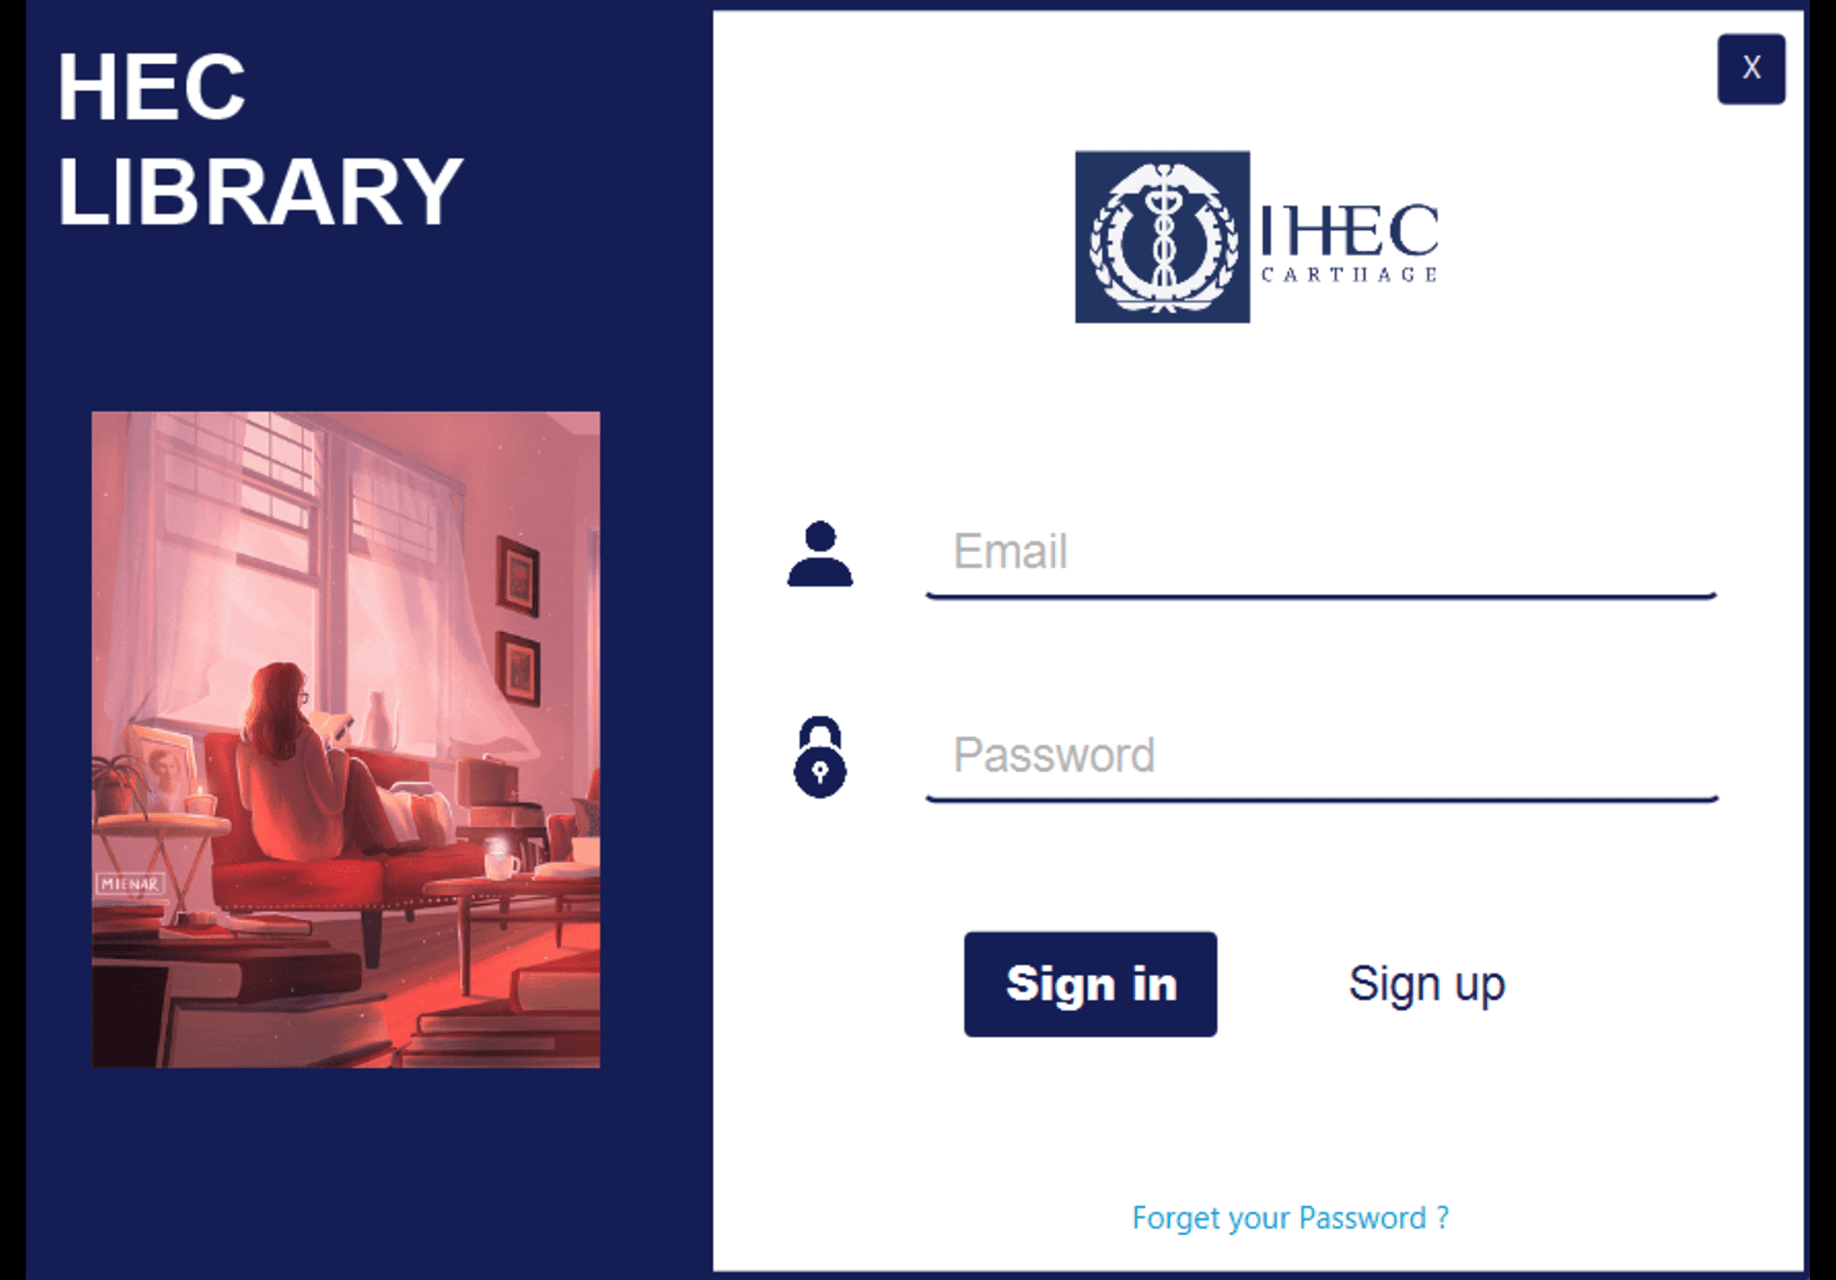 HEC
LIBRARY
MIENAR
X
IHEC
CARTHAGE
Email
Password
Sign in
Sign up
Forget your Password ?